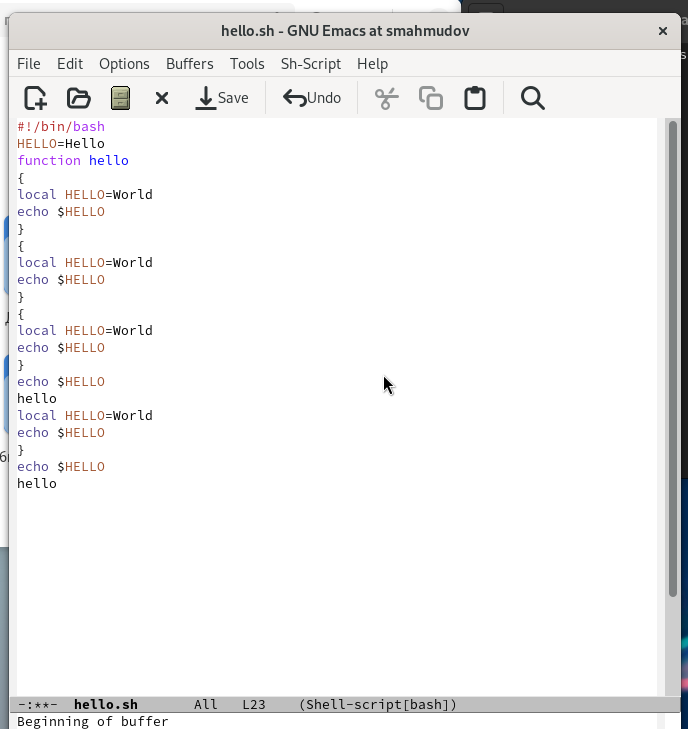 hello.sh - GNU Emacs at smahmudov ×
File Edit Options Buffers Tools Sh-Script Help
Save Undo
#!/bin/bash
HELLO=Hello
function hello
{
local HELLO=World
echo $HELLO
}
{
local HELLO=World
echo $HELLO
}
{
local HELLO=World
echo $HELLO
}
echo $HELLO
hello
local HELLO=World
echo $HELLO
}
echo $HELLO
hello
-:**- hello.sh All L23 (Shell-script[bash])
Beginning of buffer